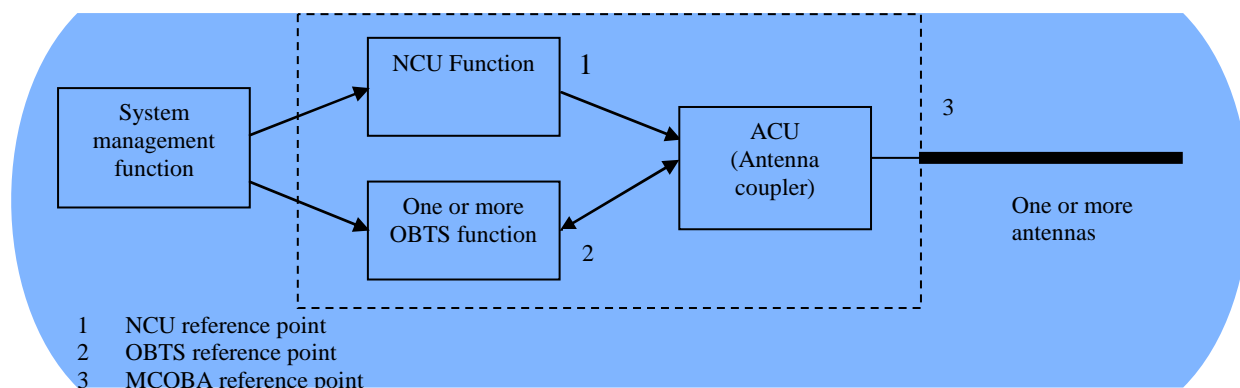 NCU Function
1
System
management
function
ACU
(Antenna
coupler)
3
One or more
OBTS function
2
One or more
antennas
1 NCU reference point
2 OBTS reference point
3 MCOBA reference point